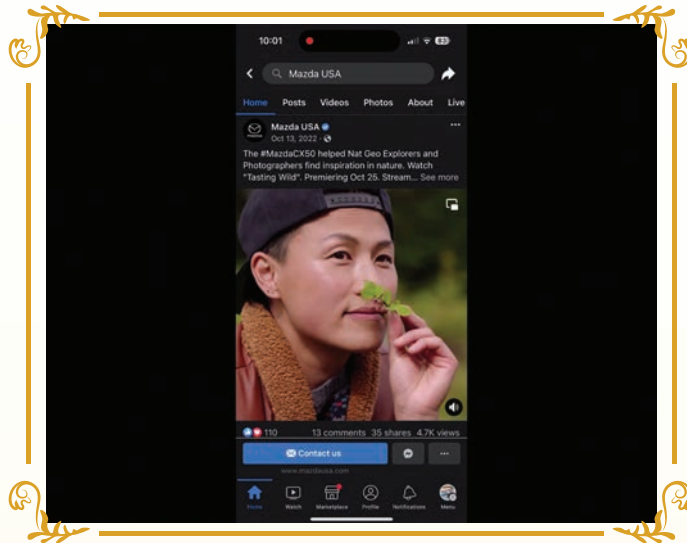 10:01
83
Mazda USA
Home Posts Videos Photos About Live
Mazda USA
Oct 13, 2022
The #MazdaCX50 helped Nat Geo Explorers and
Photographers find inspiration in nature. Watch
"Tasting Wild". Premiering Oct 25. Stream... See more
110 13 comments 35 shares 4.7K views
Contact us
www.mazdausa.com
Home Watch Marketplace Profile Notifications Menu